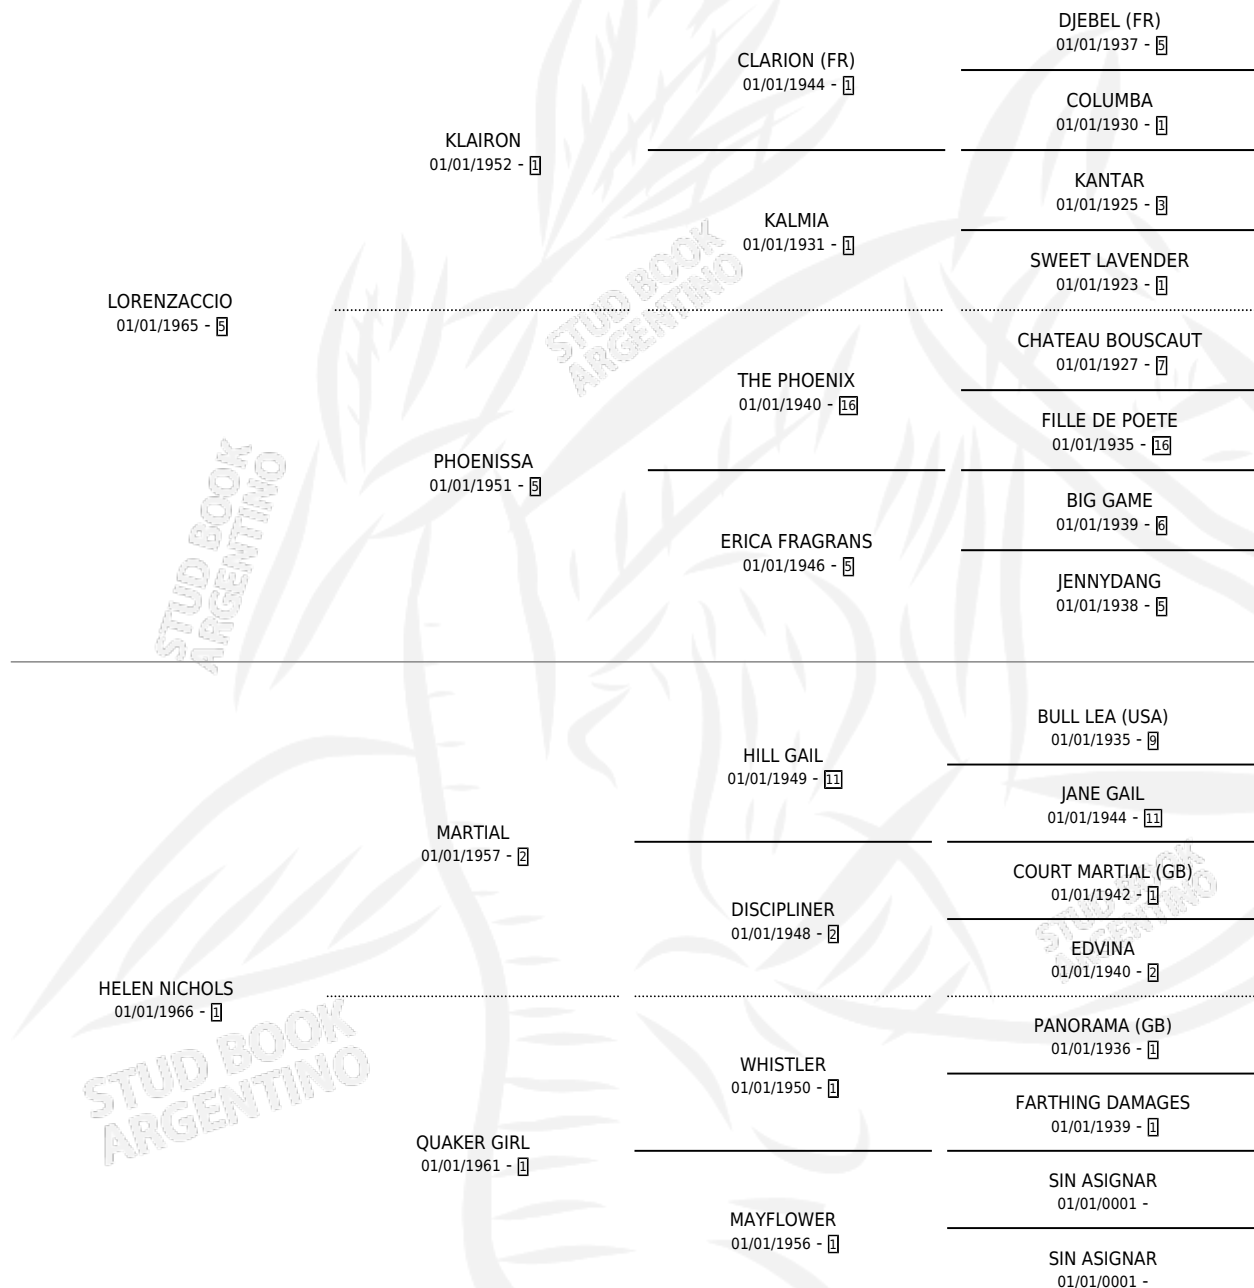 DJEBEL (FR)
01/01/1937 - 5
CLARION (FR)
01/01/1944 - 1
COLUMBA
01/01/1930 - 1
KLAIRON
01/01/1952 - 1
KANTAR
01/01/1925 - 3
KALMIA
01/01/1931 - 1
SWEET LAVENDER
01/01/1923 - 1
LORENZACCIO
01/01/1965 - 5
CHATEAU BOUSCAUT
01/01/1927 - 7
THE PHOENIX
01/01/1940 - 16
FILLE DE POETE
01/01/1935 - 16
PHOENISSA
01/01/1951 - 5
BIG GAME
01/01/1939 - 6
ERICA FRAGRANS
01/01/1946 - 5
JENNYDANG
01/01/1938 - 5
BULL LEA (USA)
01/01/1935 - 9
HILL GAIL
01/01/1949 - 11
JANE GAIL
01/01/1944 - 11
MARTIAL
01/01/1957 - 2
COURT MARTIAL (GB)
01/01/1942 - 1
DISCIPLINER
01/01/1948 - 2
EDVINA
01/01/1940 - 2
HELEN NICHOLS
01/01/1966 - 1
PANORAMA (GB)
01/01/1936 - 1
WHISTLER
01/01/1950 - 1
FARTHING DAMAGES
01/01/1939 - 1
QUAKER GIRL
01/01/1961 - 1
SIN ASIGNAR
01/01/0001 -
MAYFLOWER
01/01/1956 - 1
SIN ASIGNAR
01/01/0001 -
STUD BOOK
ARGENTINO
STUD BOOK
ARGENTINO
STUD BOOK
ARGENTINO
STUD BOOK
ARGENTINO